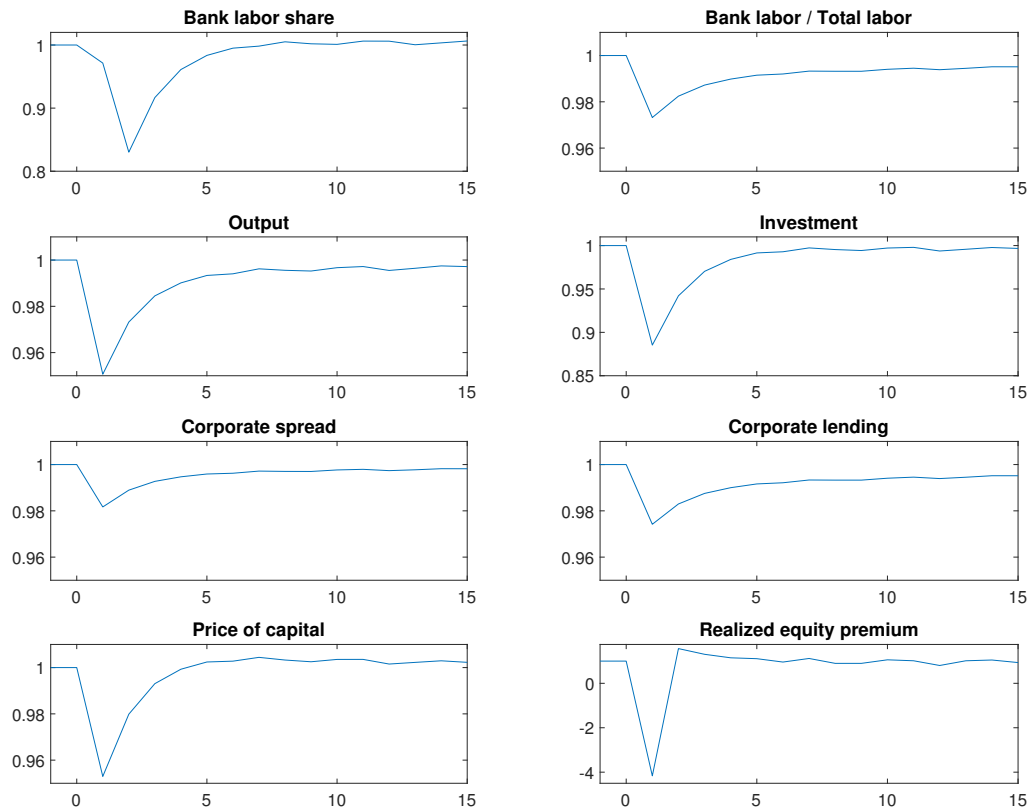 Bank labor share
1
0.9
0.8
0 5 10 15
Bank labor / Total labor
1
0.98
0.96
0 5 10 15
Output
1
0.98
0.96
0 5 10 15
Investment
1
0.95
0.9
0.85
0 5 10 15
Corporate spread
1
0.98
0.96
0 5 10 15
Corporate lending
1
0.98
0.96
0 5 10 15
Price of capital
1
0.98
0.96
0 5 10 15
Realized equity premium
0
-2
-4
0 5 10 15